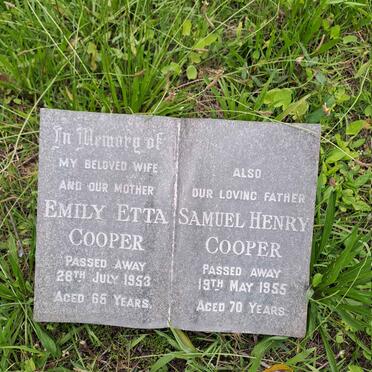 In Memory of
MY BELOVED WIFE
AND OUR MOTHER
EMILY ETTA
COOPER
PASSED AWAY
28TH JULY 1953
AGED 66 YEARS.
ALSO
OUR LOVING FATHER
SAMUEL HENRY
COOPER
PASSED AWAY
19TH MAY 1955
AGED 70 YEARS.